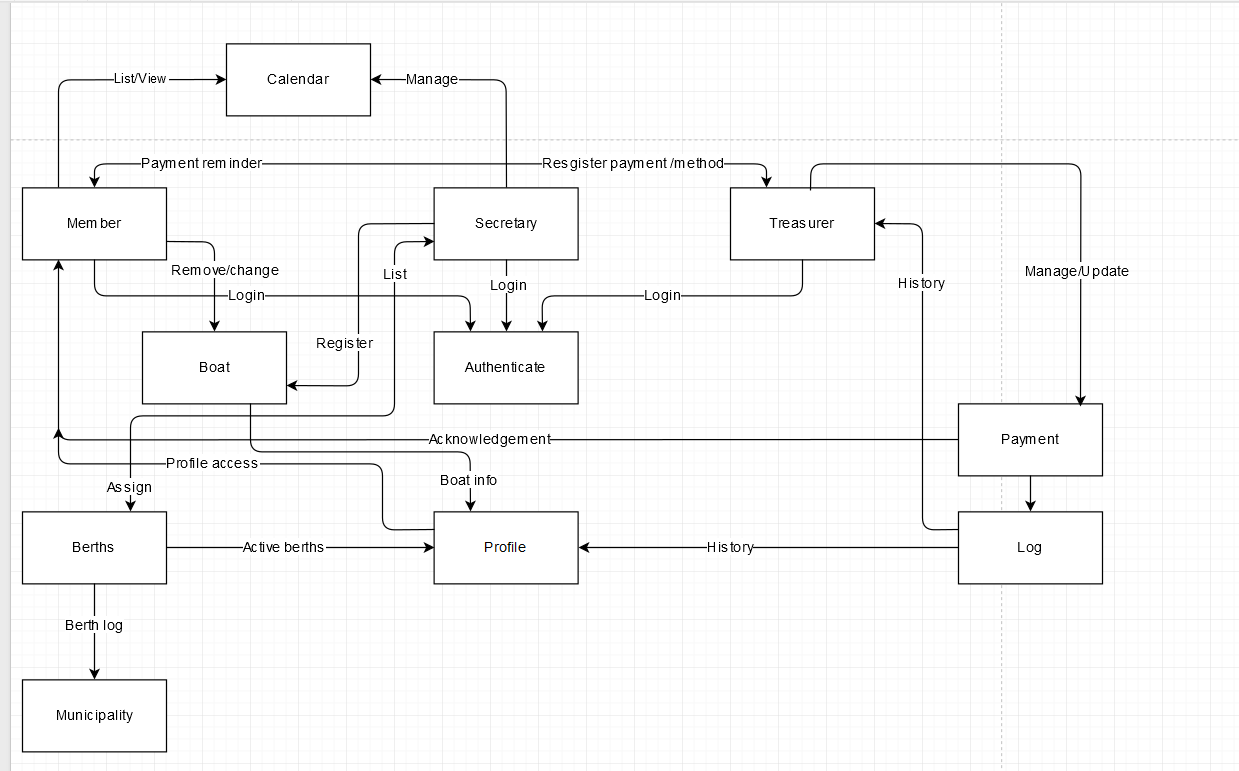 List/View
Calendar
Manage
Payment reminder
Resgister payment /method
Member
Secretary
Treasurer
Remove/change
List
Login
Login
Login
History
Manage/Update
Register
Boat
Authenticate
Acknowledgement
Payment
Profile access
Boat info
Assign
Berths
Active berths
Profile
History
Log
Berth log
Municipality